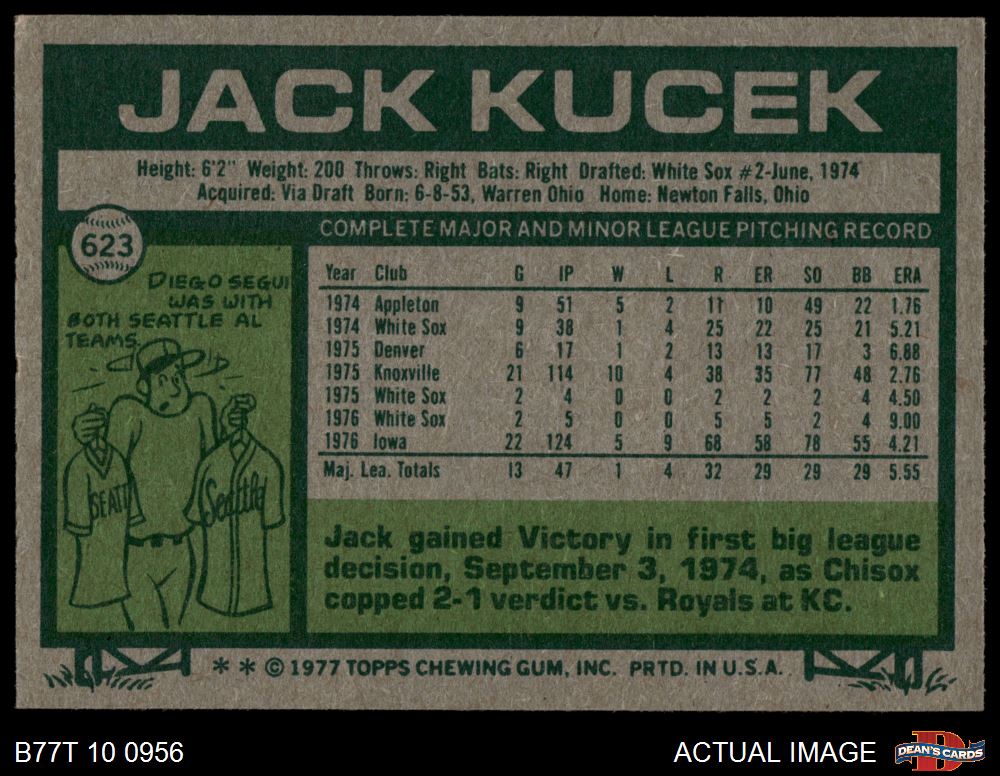 JACK KUCEK
Height: 6'2" Weight: 200 Throws: Right Bats: Right Drafted: White Sox #2-June, 1974
Acquired: Via Draft Born: 6-8-53, Warren Ohio Home: Newton Falls, Ohio
623
DIEGO SEGUI
WAS WITH
BOTH SEATTLE AL
TEAMS.
SEATT
Seattle
COMPLETE MAJOR AND MINOR LEAGUE PITCHING RECORD
Year Club G IP W L R ER SO BB ERA
1974 Appleton 9 51 5 2 11 10 49 22 1.76
1974 White Sox 9 38 1 4 25 22 25 21 5.21
1975 Denver 6 17 1 2 13 13 17 3 6.88
1975 Knoxville 21 114 10 4 38 35 77 48 2.76
1975 White Sox 2 4 0 0 2 2 2 4 4.50
1976 White Sox 2 5 0 0 5 5 2 4 9.00
1976 Iowa 22 124 5 9 68 58 78 55 4.21
Maj. Lea. Totals 13 47 1 4 32 29 29 29 5.55
Jack gained Victory in first big league
decision, September 3, 1974, as Chisox
copped 2-1 verdict vs. Royals at KC.
* * © 1977 TOPPS CHEWING GUM, INC. PRTD. IN U.S.A.
B77T 10 0956
ACTUAL IMAGE
DEAN'S CARDS